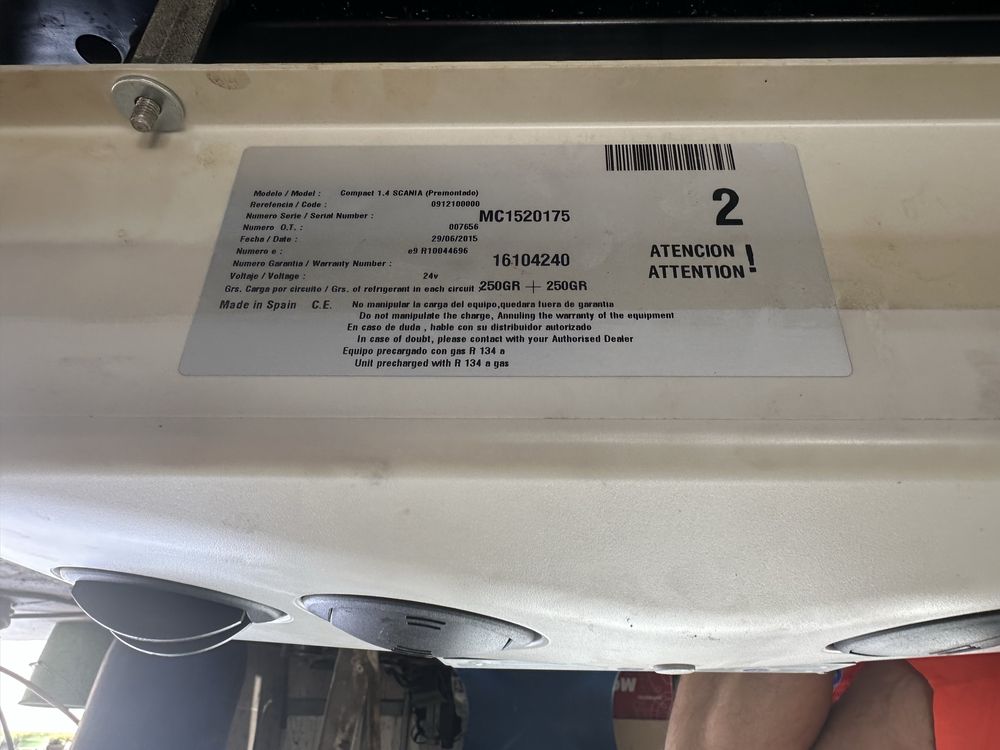 Modelo / Model : Compact 1.4 SCANIA (Premontado)
Rerefencia / Code : 0912100000
Numero Serie / Serial Number : MC1520175
Numero O.T. : 007656
Fecha / Date : 29/06/2015
Numero e : e9 R10044696
Numero Garantia / Warranty Number : 16104240
Voltaje / Voltage : 24v
Grs. Carga por circuito / Grs. of refrigerant in each circuit : 250GR + 250GR
Made in Spain C.E. No manipular la carga del equipo,quedara fuera de garantia
Do not manipulate the charge, Annuling the warranty of the equipment
En caso de duda , hable con su distribuidor autorizado
In case of doubt, please contact with your Authorised Dealer
Equipo precargado con gas R 134 a
Unit precharged with R 134 a gas
2
ATENCION
ATTENTION !